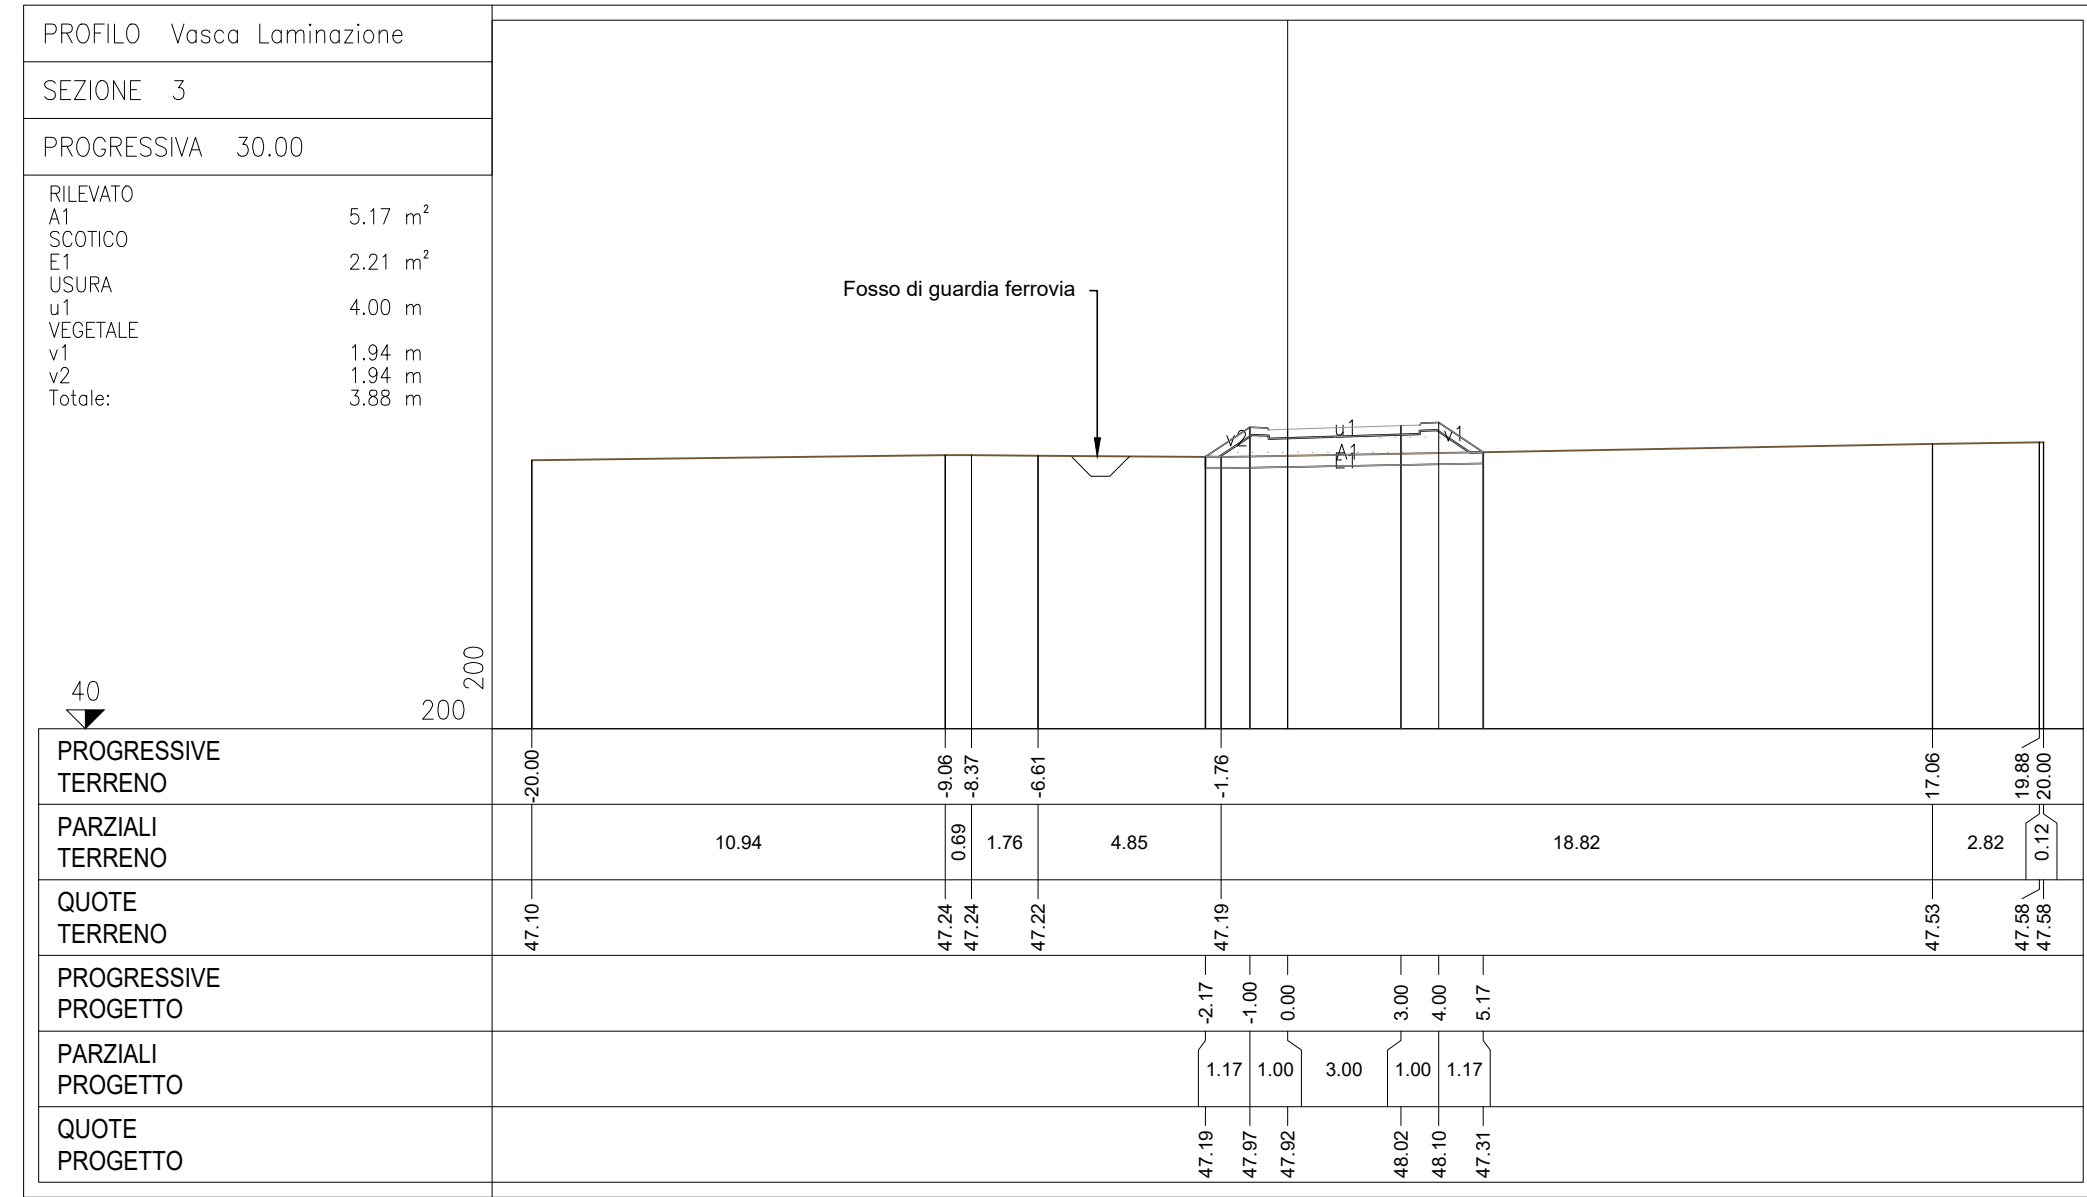 PROFILO Vasca Laminazione
SEZIONE 3
PROGRESSIVA 30.00
RILEVATO
A1 5.17 m²
SCOTICO
E1 2.21 m²
USURA
u1 4.00 m
VEGETALE
v1 1.94 m
v2 1.94 m
Totale: 3.88 m
Fosso di guardia ferrovia
v2 u1 v1
A1
E1
200
40 200
PROGRESSIVE
TERRENO
-20.00 -9.06 -8.37 -6.61 -1.76 17.06 19.88 20.00
PARZIALI
TERRENO
10.94 0.69 1.76 4.85 18.82 2.82 0.12
QUOTE
TERRENO
47.10 47.24 47.24 47.22 47.19 47.53 47.58 47.58
PROGRESSIVE
PROGETTO
-2.17 -1.00 0.00 3.00 4.00 5.17
PARZIALI
PROGETTO
1.17 1.00 3.00 1.00 1.17
QUOTE
PROGETTO
47.19 47.97 47.92 48.02 48.10 47.31